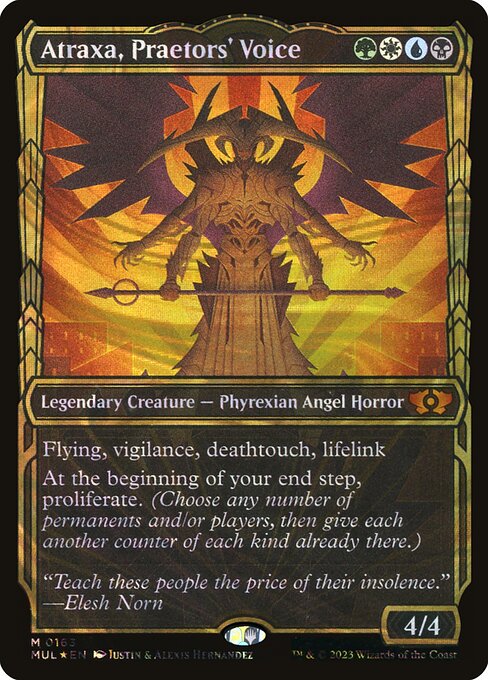 Atraxa, Praetors' Voice
Legendary Creature — Phyrexian Angel Horror
Flying, vigilance, deathtouch, lifelink
At the beginning of your end step,
proliferate. (Choose any number of
permanents and/or players, then give each
another counter of each kind already there.)
“Teach these people the price of their insolence.”
—Elesh Norn
4/4
M 0163
MUL★EN Justin & Alexis Hernandez
™ & © 2023 Wizards of the Coast